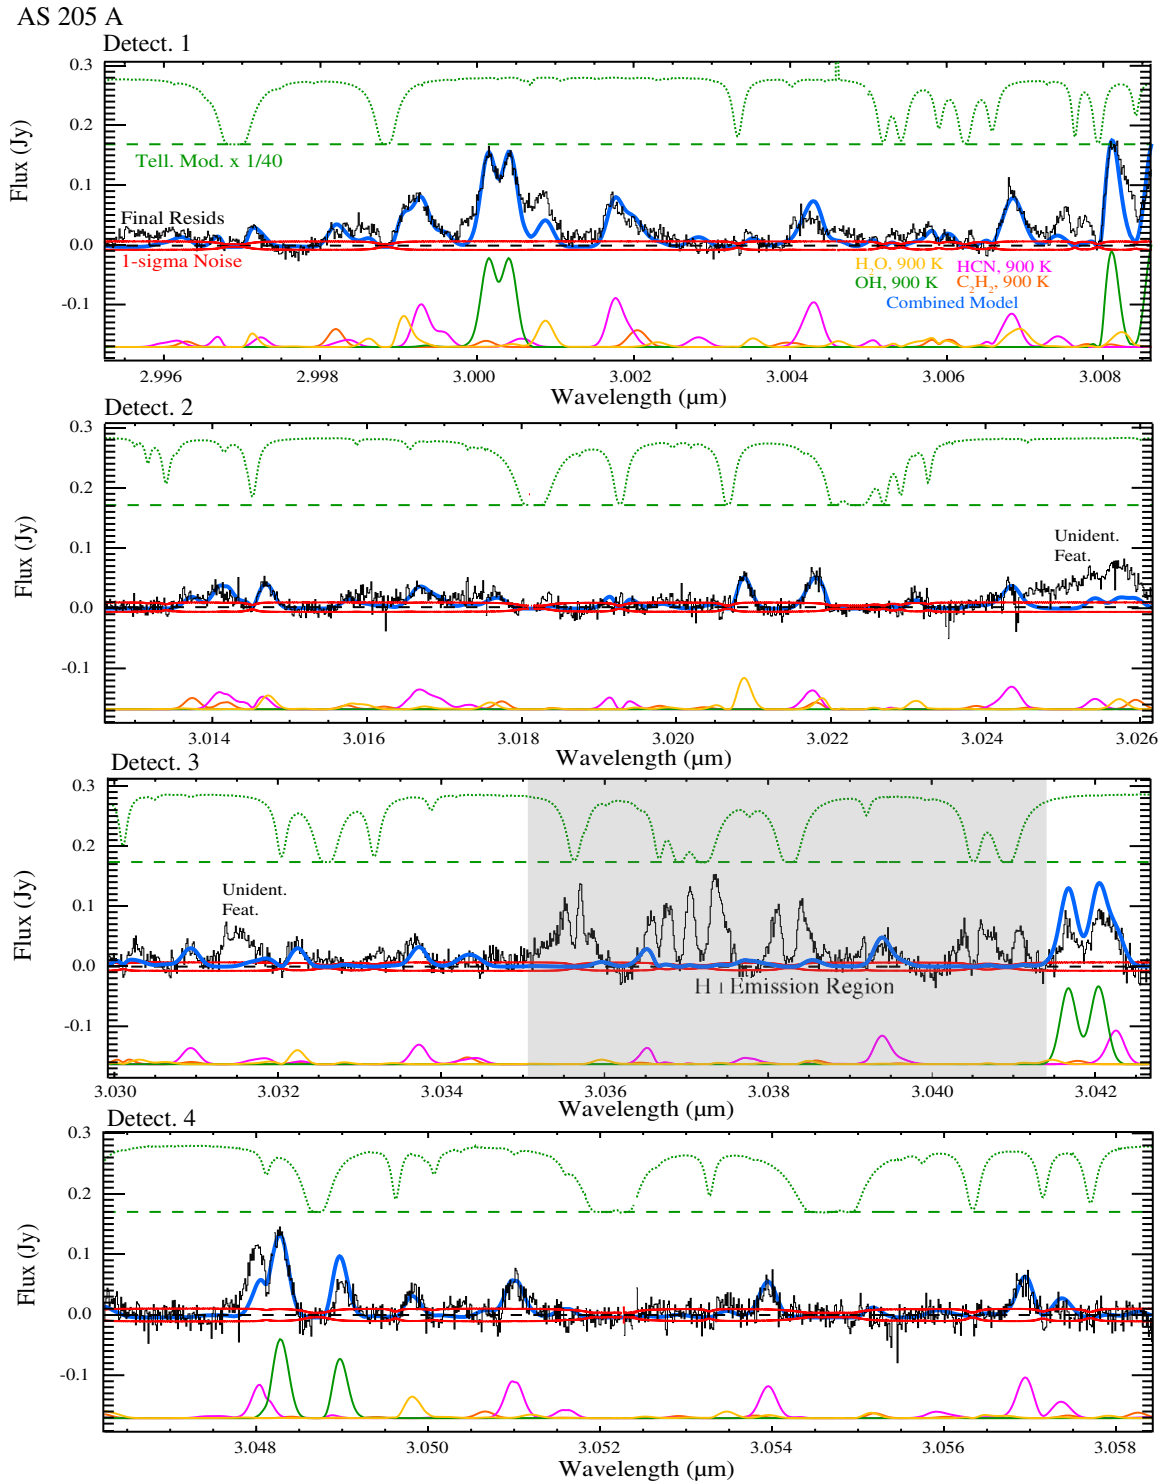 AS 205 A
Detect. 1
0.3
0.2
0.1
0.0
-0.1
Flux (Jy)
Tell. Mod. x 1/40
Final Resids
1-sigma Noise
H₂O, 900 K HCN, 900 K
OH, 900 K C₂H₂, 900 K
Combined Model
2.996 2.998 3.000 3.002 3.004 3.006 3.008
Wavelength (µm)
Detect. 2
0.3
0.2
0.1
0.0
-0.1
Flux (Jy)
Unident.
Feat.
3.014 3.016 3.018 3.020 3.022 3.024 3.026
Wavelength (µm)
Detect. 3
0.3
0.2
0.1
0.0
-0.1
Flux (Jy)
Unident.
Feat.
H I Emission Region
3.030 3.032 3.034 3.036 3.038 3.040 3.042
Wavelength (µm)
Detect. 4
0.3
0.2
0.1
0.0
-0.1
Flux (Jy)
3.048 3.050 3.052 3.054 3.056 3.058
Wavelength (µm)